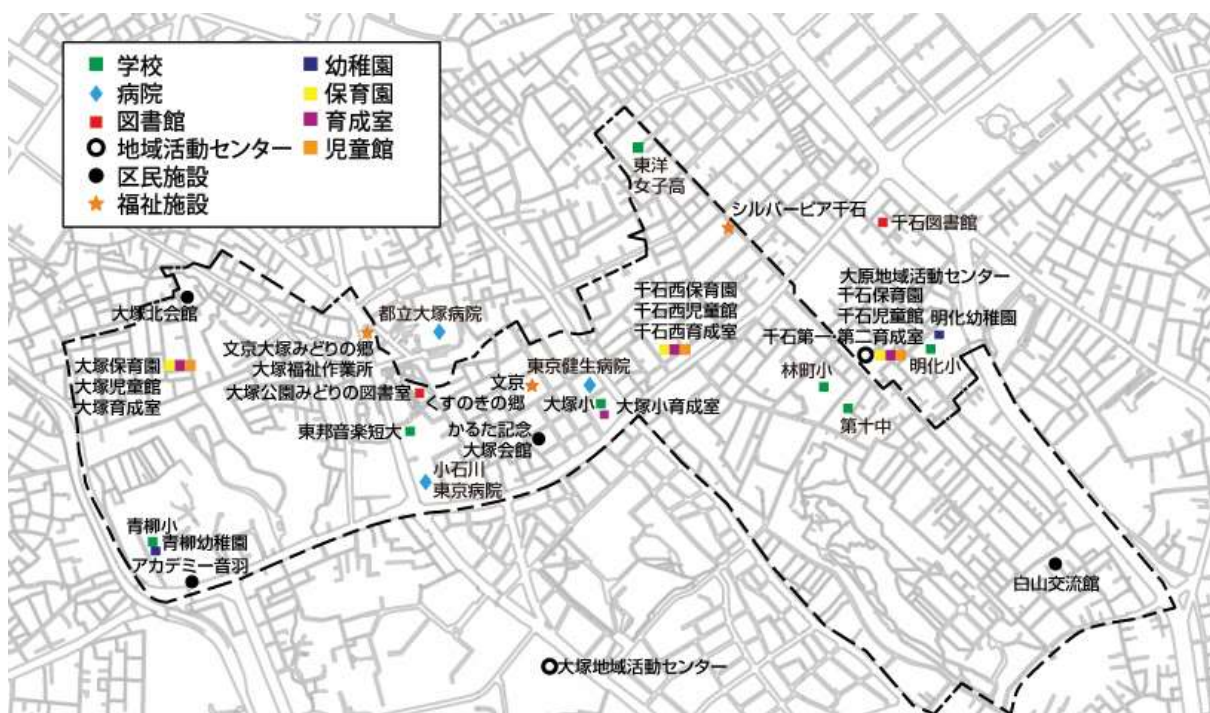 学校
病院
図書館
地域活動センター
区民施設
福祉施設
幼稚園
保育園
育成室
児童館
東洋
女子高
シルバーピア千石
千石図書館
大原地域活動センター
千石保育園
千石児童館
千石第一・第二育成室
明化幼稚園
明化小
千石西保育園
千石西児童館
千石西育成室
林町小
第十中
大塚北会館
都立大塚病院
文京大塚みどりの郷
大塚福祉作業所
大塚公園みどりの図書室
大塚保育園
大塚児童館
大塚育成室
東京健生病院
文京
くすのきの郷
大塚小
大塚小育成室
東邦音楽短大
かるた記念
大塚会館
小石川
東京病院
青柳小
青柳幼稚園
アカデミー音羽
白山交流館
大塚地域活動センター